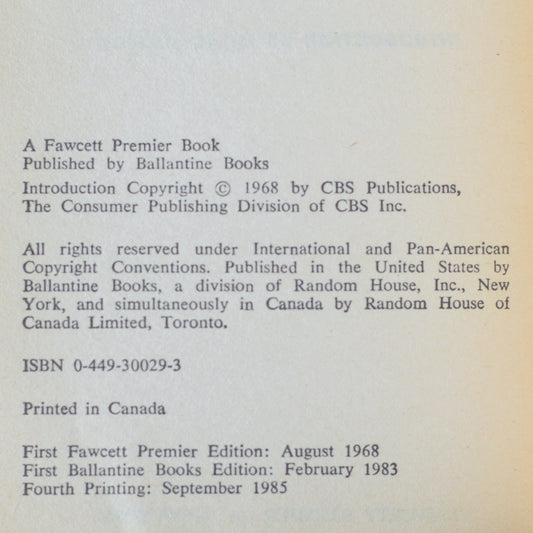 A Fawcett Premier Book
Published by Ballantine Books
Introduction Copyright © 1968 by CBS Publications,
The Consumer Publishing Division of CBS Inc.
All rights reserved under International and Pan-American
Copyright Conventions. Published in the United States by
Ballantine Books, a division of Random House, Inc., New
York, and simultaneously in Canada by Random House of
Canada Limited, Toronto.
ISBN 0-449-30029-3
Printed in Canada
First Fawcett Premier Edition: August 1968
First Ballantine Books Edition: February 1983
Fourth Printing: September 1985